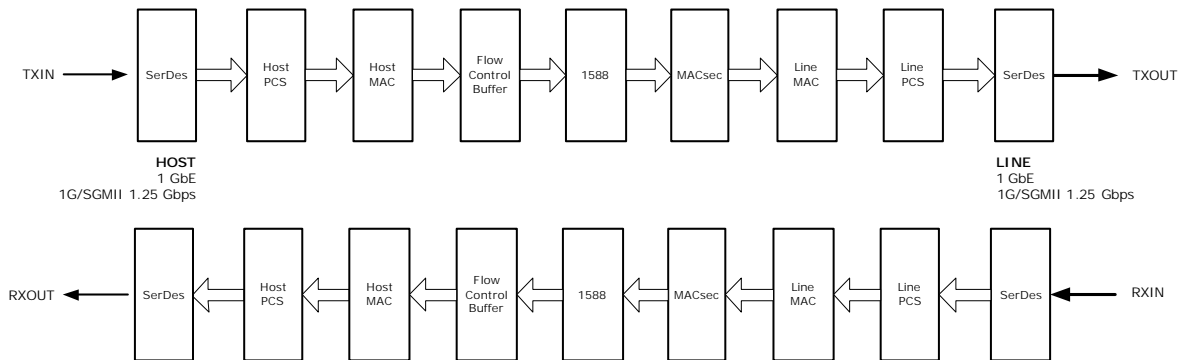 TXIN
SerDes
Host
PCS
Host
MAC
Flow
Control
Buffer
1588
MACsec
Line
MAC
Line
PCS
SerDes
TXOUT
HOST
1 GbE
1G/SGMII 1.25 Gbps
LINE
1 GbE
1G/SGMII 1.25 Gbps
RXOUT
SerDes
Host
PCS
Host
MAC
Flow
Control
Buffer
1588
MACsec
Line
MAC
Line
PCS
SerDes
RXIN